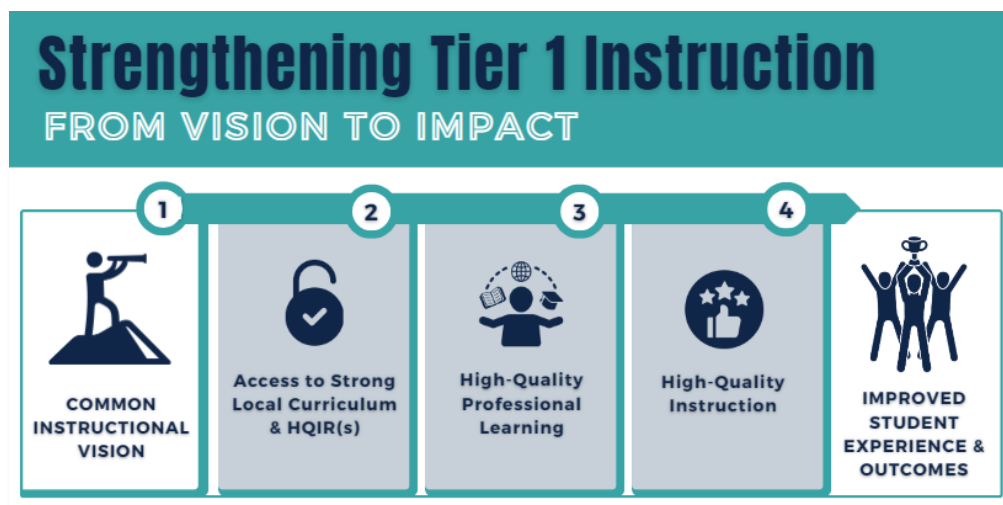 Strengthening Tier 1 Instruction
FROM VISION TO IMPACT
1
2
3
4
COMMON
INSTRUCTIONAL
VISION
Access to Strong
Local Curriculum
& HQIR(s)
High-Quality
Professional
Learning
High-Quality
Instruction
IMPROVED
STUDENT
EXPERIENCE &
OUTCOMES